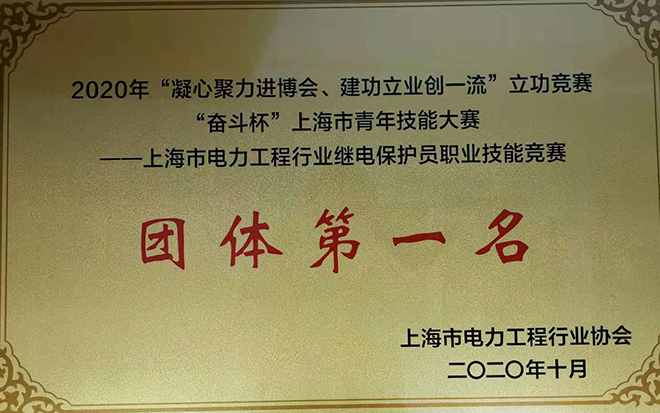 2020年“凝心聚力进博会、建功立业创一流”立功竞赛
“奋斗杯”上海市青年技能大赛
——上海市电力工程行业继电保护员职业技能竞赛
团体第一名
上海市电力工程行业协会
二〇二〇年十月